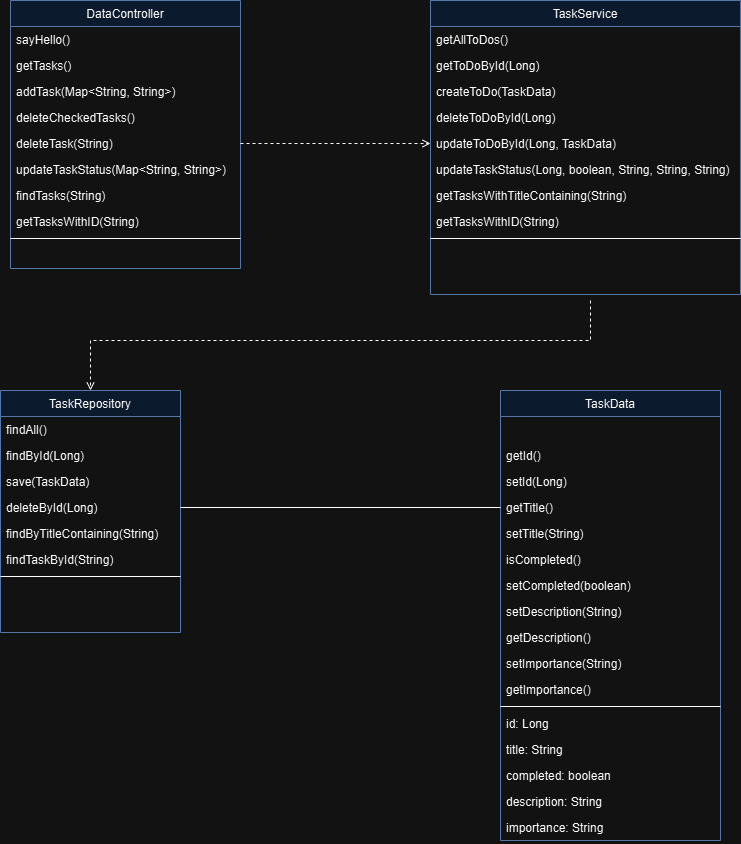 DataController
sayHello()
getTasks()
addTask(Map<String, String>)
deleteCheckedTasks()
deleteTask(String)
updateTaskStatus(Map<String, String>)
findTasks(String)
getTasksWithID(String)
TaskService
getAllToDos()
getToDoById(Long)
createToDo(TaskData)
deleteToDoById(Long)
updateToDoById(Long, TaskData)
updateTaskStatus(Long, boolean, String, String, String)
getTasksWithTitleContaining(String)
getTasksWithID(String)
TaskRepository
findAll()
findById(Long)
save(TaskData)
deleteById(Long)
findByTitleContaining(String)
findTaskById(String)
TaskData
getId()
setId(Long)
getTitle()
setTitle(String)
isCompleted()
setCompleted(boolean)
setDescription(String)
getDescription()
setImportance(String)
getImportance()
id: Long
title: String
completed: boolean
description: String
importance: String